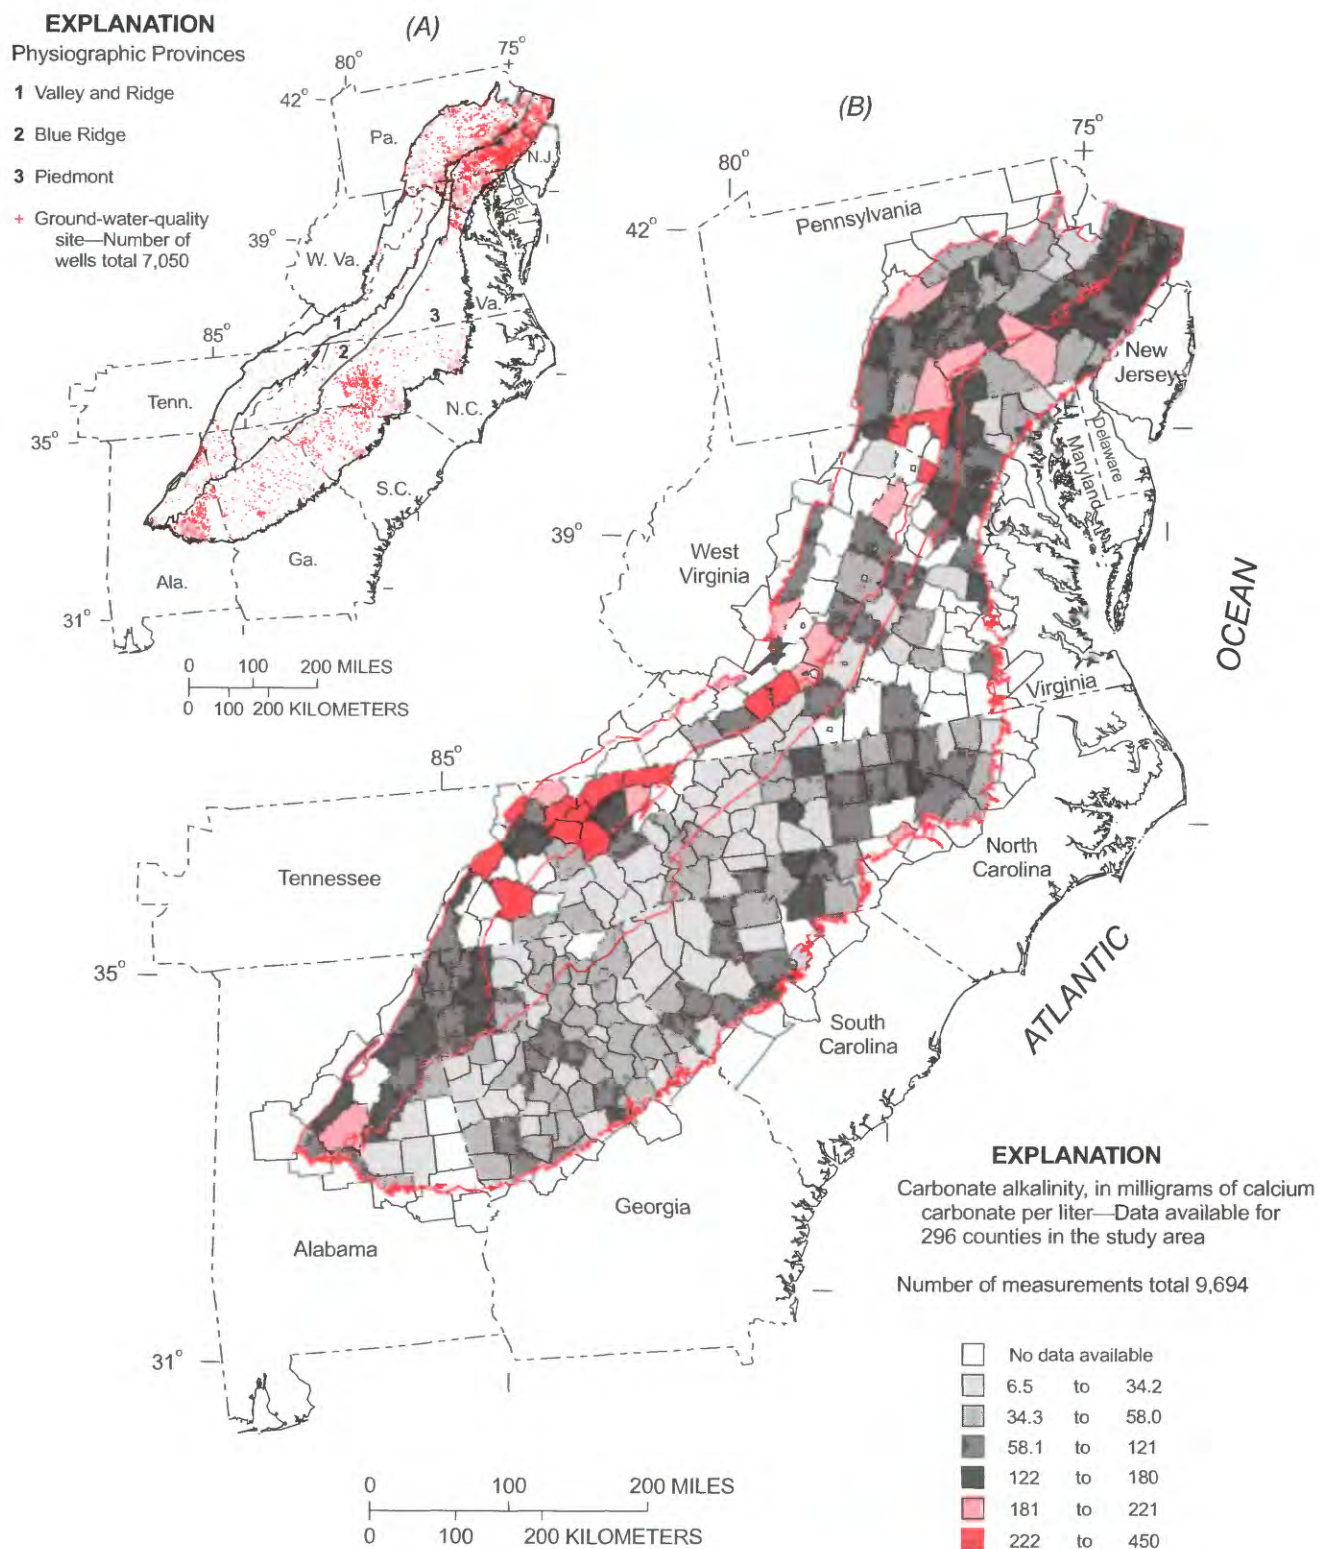 EXPLANATION
Physiographic Provinces
1 Valley and Ridge
2 Blue Ridge
3 Piedmont
+ Ground-water-quality
site—Number of
wells total 7,050
(A)
80°
75°
42°
Pa.
N.J.
Del.
Md.
39°
W. Va.
Va.
85°
1
2
3
Tenn.
N.C.
35°
S.C.
Ga.
Ala.
31°
0 100 200 MILES
0 100 200 KILOMETERS
(B)
75°
80°
42°
Pennsylvania
New
Jersey
Delaware
Maryland
39°
West
Virginia
OCEAN
Virginia
85°
North
Carolina
Tennessee
35°
ATLANTIC
South
Carolina
Georgia
Alabama
31°
0 100 200 MILES
0 100 200 KILOMETERS
EXPLANATION
Carbonate alkalinity, in milligrams of calcium
carbonate per liter—Data available for
296 counties in the study area
Number of measurements total 9,694
No data available
6.5 to 34.2
34.3 to 58.0
58.1 to 121
122 to 180
181 to 221
222 to 450